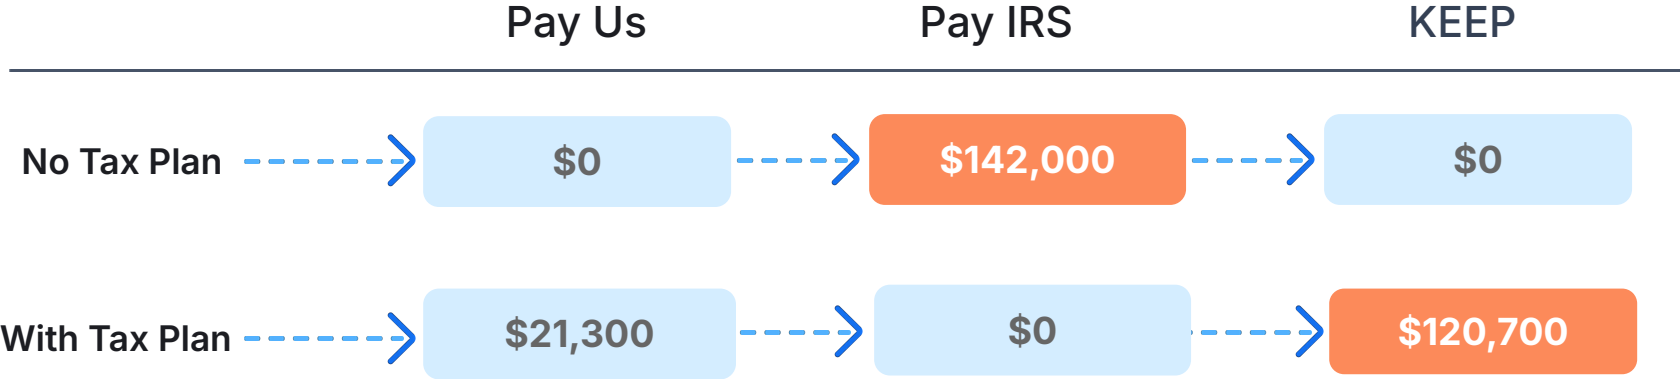 Pay Us Pay IRS KEEP
No Tax Plan $0 $142,000 $0
With Tax Plan $21,300 $0 $120,700